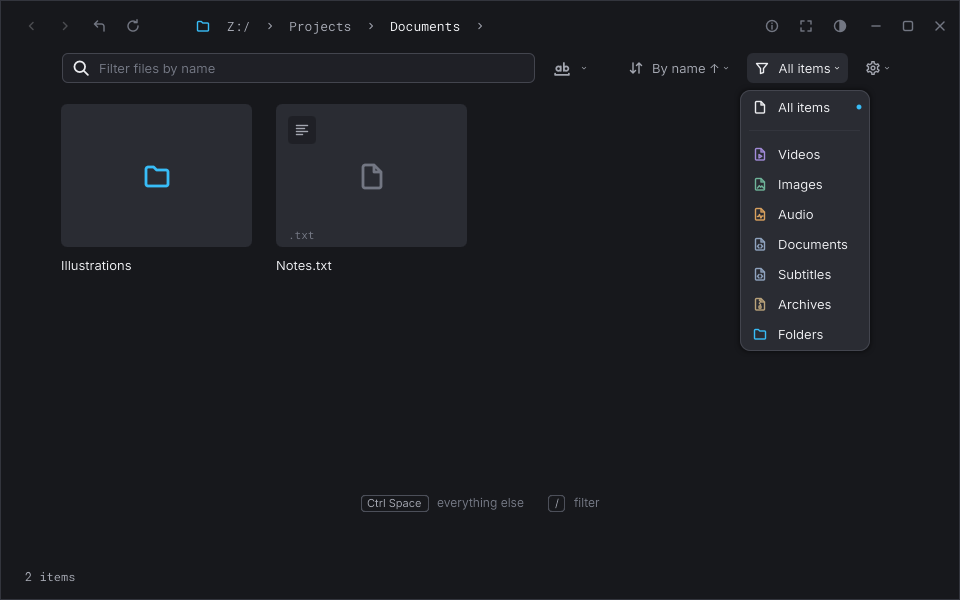 Z:/ Projects Documents
Filter files by name
ab
By name ↑
All items
All items
Videos
Images
Audio
Documents
Subtitles
Archives
Folders
.txt
Illustrations
Notes.txt
Ctrl Space everything else / filter
2 items